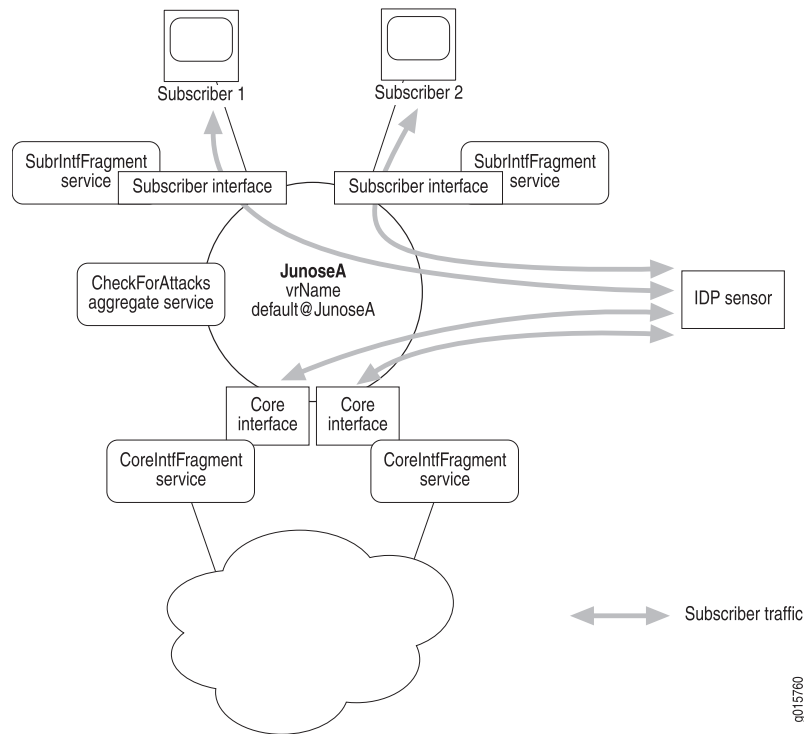 Subscriber 1
Subscriber 2
SubrIntfFragment
service
Subscriber interface
Subscriber interface
SubrIntfFragment
service
CheckForAttacks
aggregate service
JunoseA
vrName
default@JunoseA
IDP sensor
Core
interface
Core
interface
CoreIntfFragment
service
CoreIntfFragment
service
Subscriber traffic
g015760